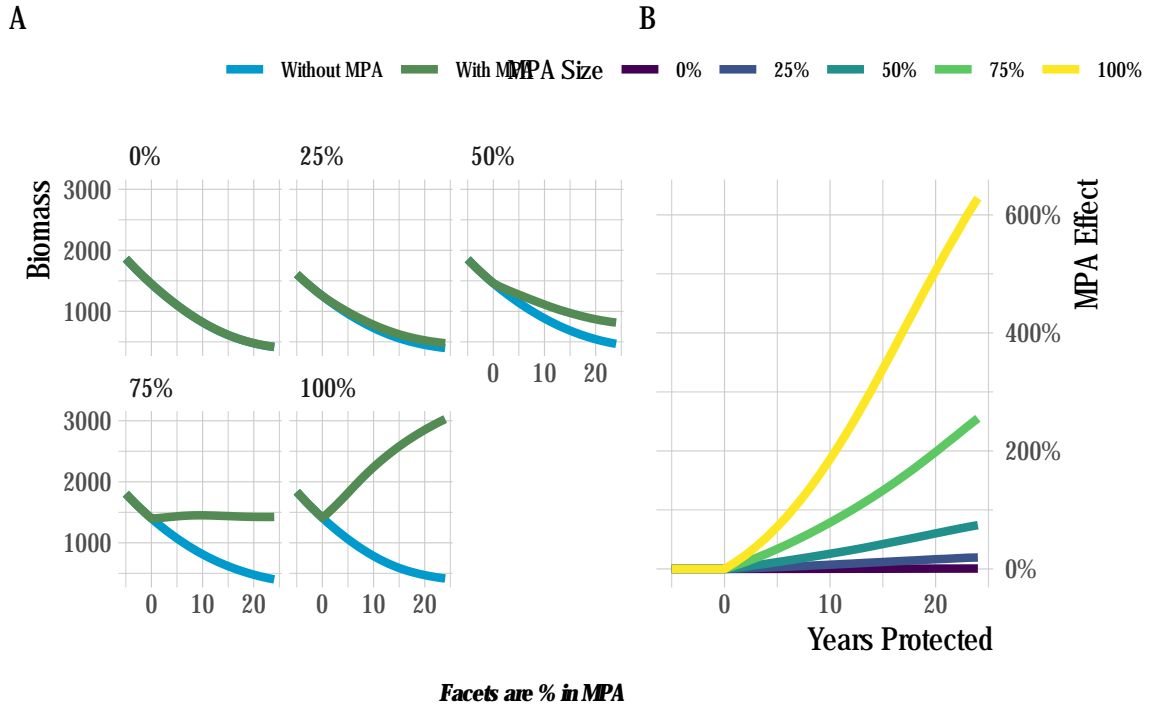 A
B
Without MPA With MPA
MPA Size 0% 25% 50% 75% 100%
0% 25% 50%
Biomass
3000
2000
1000
0 10 20
75% 100%
3000
2000
1000
0 10 20 0 10 20
Facets are % in MPA
600%
400%
200%
0%
MPA Effect
0 10 20
Years Protected